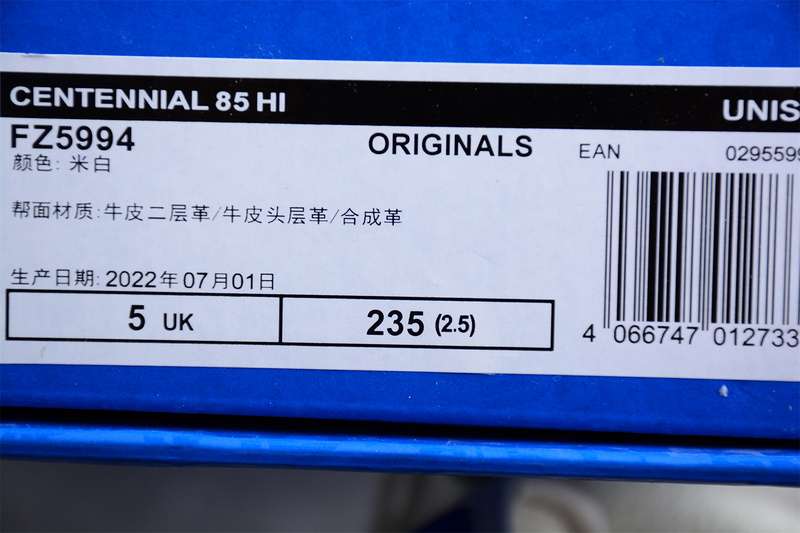 CENTENNIAL 85 HI
UNIS
FZ5994
ORIGINALS
EAN
029559
颜色: 米白
帮面材质:牛皮二层革/牛皮头层革/合成革
生产日期: 2022年07月01日
5 UK
235 (2.5)
4 066747 012733